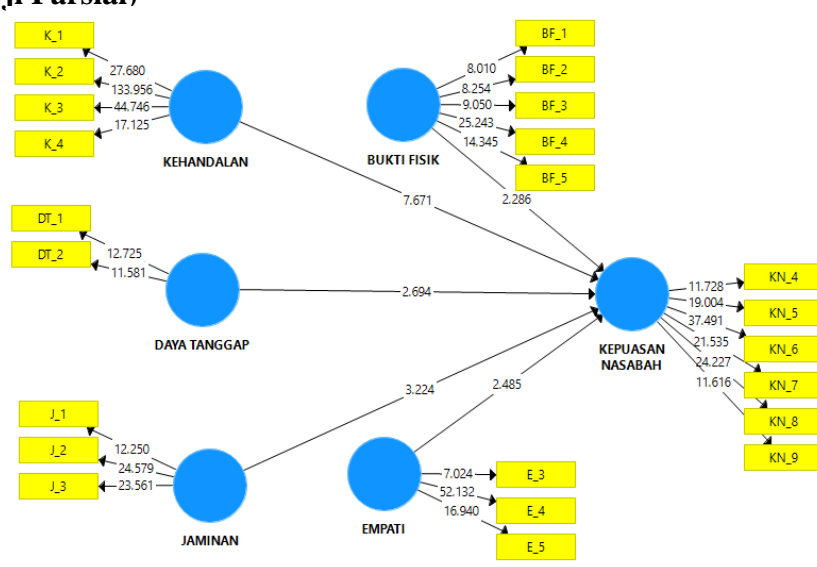 K_1
K_2
K_3
K_4
27.680
133.956
44.746
17.125
KEHANDALAN
BF_1
BF_2
BF_3
BF_4
BF_5
8.010
8.254
9.050
25.243
14.345
BUKTI FISIK
7.671
2.286
DT_1
DT_2
12.725
11.581
DAYA TANGGAP
2.694
KN_4
KN_5
KN_6
KN_7
KN_8
KN_9
11.728
19.004
37.491
21.535
24.227
11.616
KEPUASAN
NASABAH
J_1
J_2
J_3
12.250
24.579
23.561
JAMINAN
3.224
2.485
E_3
E_4
E_5
7.024
52.132
16.940
EMPATI